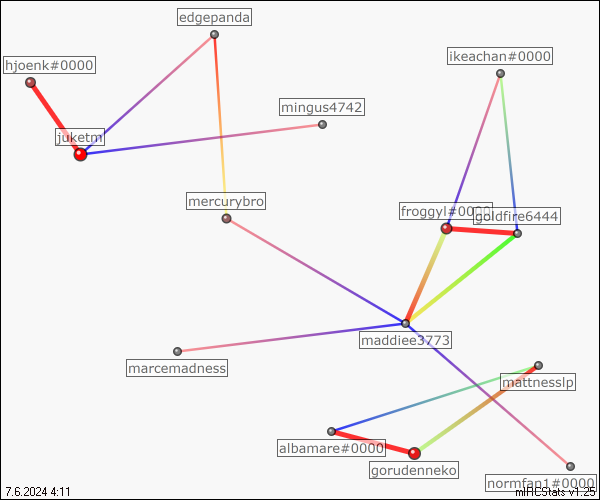 edgepanda
ikeachan#0000
hjoenk#0000
mingus4742
juketm
mercurybro
froggyl#0000
goldfire6444
maddiee3773
marcemadness
mattnesslp
albamare#0000
gorudenneko
normfan1#0000
7.6.2024 4:11
mIRCStats v1.25